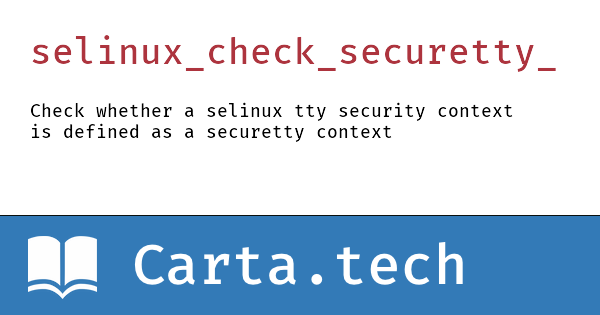 selinux_check_securetty_
Check whether a selinux tty security context
is defined as a securetty context
Carta.tech